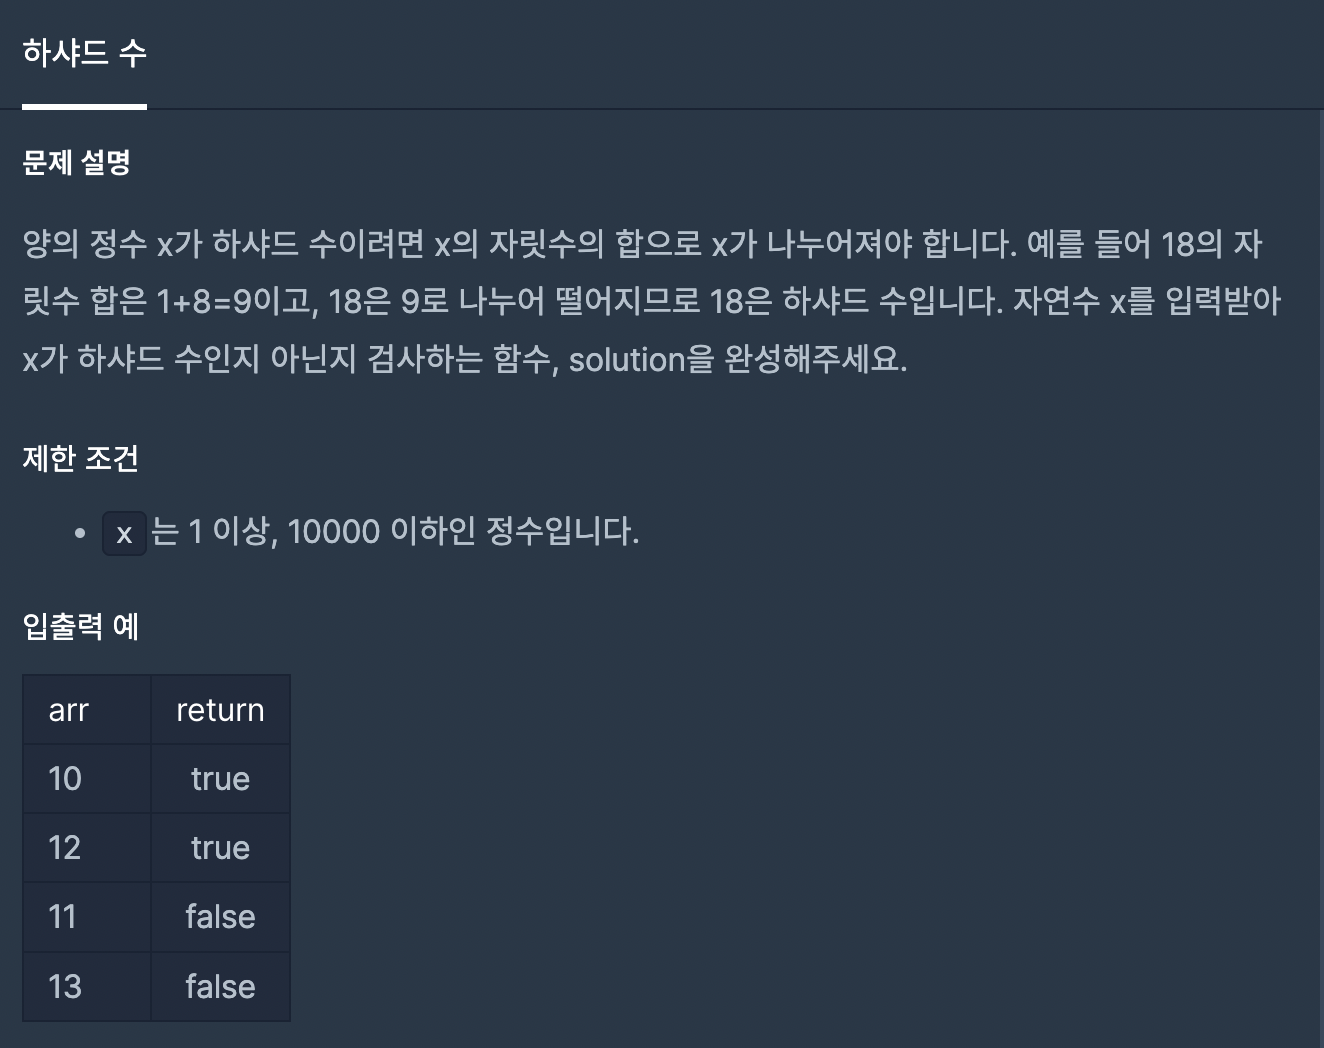 하샤드 수
문제 설명
양의 정수 x가 하샤드 수이려면 x의 자릿수의 합으로 x가 나누어져야 합니다. 예를 들어 18의 자
릿수 합은 1+8=9이고, 18은 9로 나누어 떨어지므로 18은 하샤드 수입니다. 자연수 x를 입력받아
x가 하샤드 수인지 아닌지 검사하는 함수, solution을 완성해주세요.
제한 조건
• x 는 1 이상, 10000 이하인 정수입니다.
입출력 예
arr return
10 true
12 true
11 false
13 false